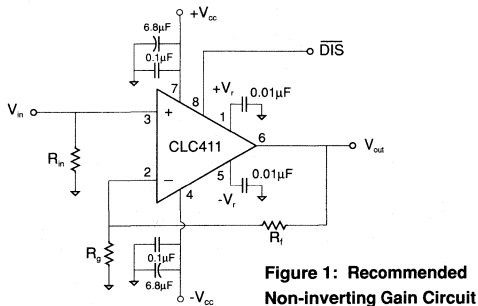 +Vcc
6.8μF
0.1μF
DIS
7
8
+Vr
0.01μF
Vin
3
+
1
CLC411
6
Vout
Rin
2
−
5
0.01μF
4
-Vr
Rf
Rg
0.1μF
6.8μF
-Vcc
Figure 1: Recommended
Non-inverting Gain Circuit